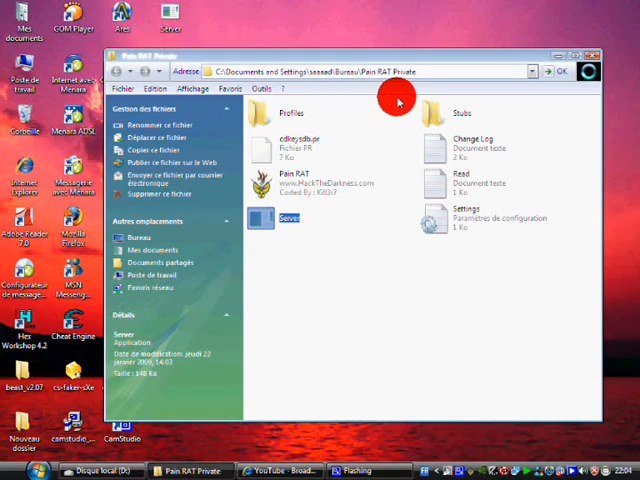 Mes documents
GOM Player
Ares
Server
Poste de travail
Internet avec Menara
Corbeille
Menara ADSL
Internet Explorer
Messagerie avec Menara
Adobe Reader 7.0
Mozilla Firefox
Configurateur de message...
MSN Messeng...
Hex Workshop 4.2
Cheat Engine
beast_v2.07
cs-faker-sXe
Nouveau dossier
camstudio_...
CamStudio
Pain RAT Private
Adresse
C:\Documents and Settings\saaaad\Bureau\Pain RAT Private
OK
Fichier Edition Affichage Favoris Outils ?
Gestion des fichiers
Renommer ce fichier
Déplacer ce fichier
Copier ce fichier
Publier ce fichier sur le Web
Envoyer ce fichier par courrier
électronique
Supprimer ce fichier
Autres emplacements
Bureau
Mes documents
Documents partagés
Poste de travail
Favoris réseau
Détails
Server
Application
Date de modification: jeudi 22
janvier 2009, 14:03
Taille : 148 Ko
Profiles
Stubs
cdkeysdb.pr
Fichier PR
7 Ko
Change Log
Document texte
2 Ko
Pain RAT
www.HackTheDarkness.com
Coded By : Kill3r7
Read
Document texte
1 Ko
Server
Settings
Paramètres de configuration
1 Ko
Disque local (D:)
Pain RAT Private
YouTube - Broad...
Flashing
FR
22:04